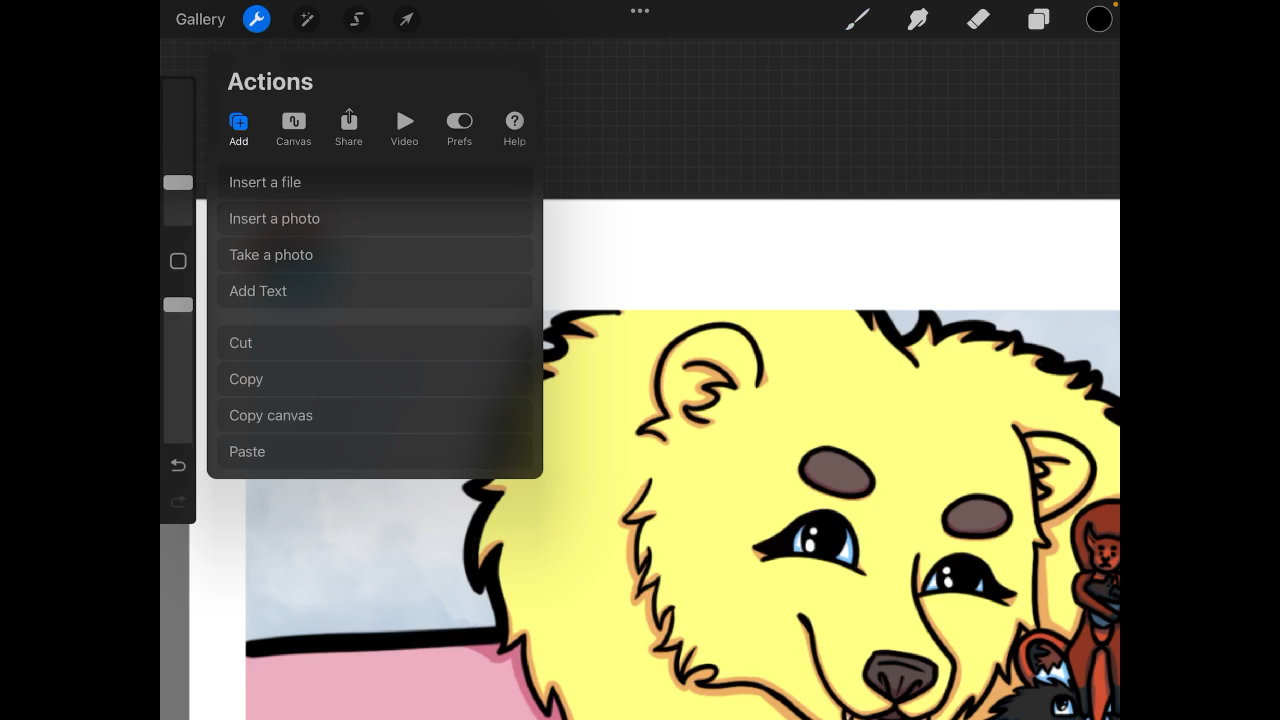 Gallery
Actions
Add Canvas Share Video Prefs Help
Insert a file
Insert a photo
Take a photo
Add Text
Cut
Copy
Copy canvas
Paste